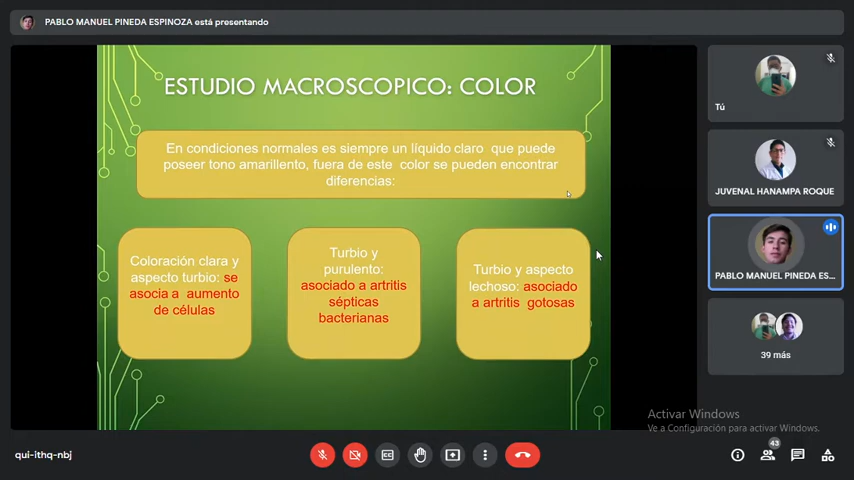 PABLO MANUEL PINEDA ESPINOZA está presentando
ESTUDIO MACROSCOPICO: COLOR
En condiciones normales es siempre un líquido claro que puede
poseer tono amarillento, fuera de este color se pueden encontrar
diferencias:
Coloración clara y
aspecto turbio: se
asocia a aumento
de células
Turbio y
purulento:
asociado a artritis
sépticas
bacterianas
Turbio y aspecto
lechoso: asociado
a artritis gotosas
Tú
JUVENAL HANAMPA ROQUE
PABLO MANUEL PINEDA ES...
39 más
Activar Windows
Ve a Configuración para activar Windows.
qui-ithq-nbj
CC
43